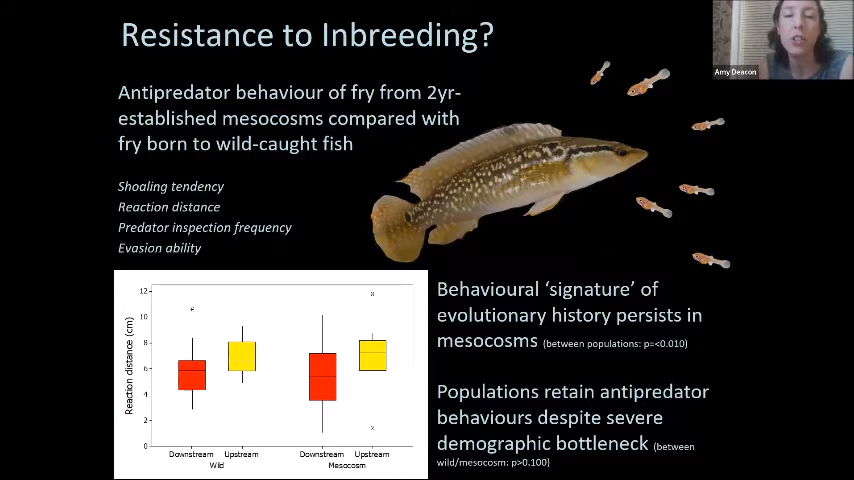 Resistance to Inbreeding?
Amy Deacon
Antipredator behaviour of fry from 2yr-
established mesocosms compared with
fry born to wild-caught fish
Shoaling tendency
Reaction distance
Predator inspection frequency
Evasion ability
Reaction distance (cm)
12
10
8
6
4
2
0
Downstream Upstream Downstream Upstream
Wild Mesocosm
Behavioural ‘signature’ of
evolutionary history persists in
mesocosms (between populations: p=<0.010)
Populations retain antipredator
behaviours despite severe
demographic bottleneck (between
wild/mesocosm: p>0.100)